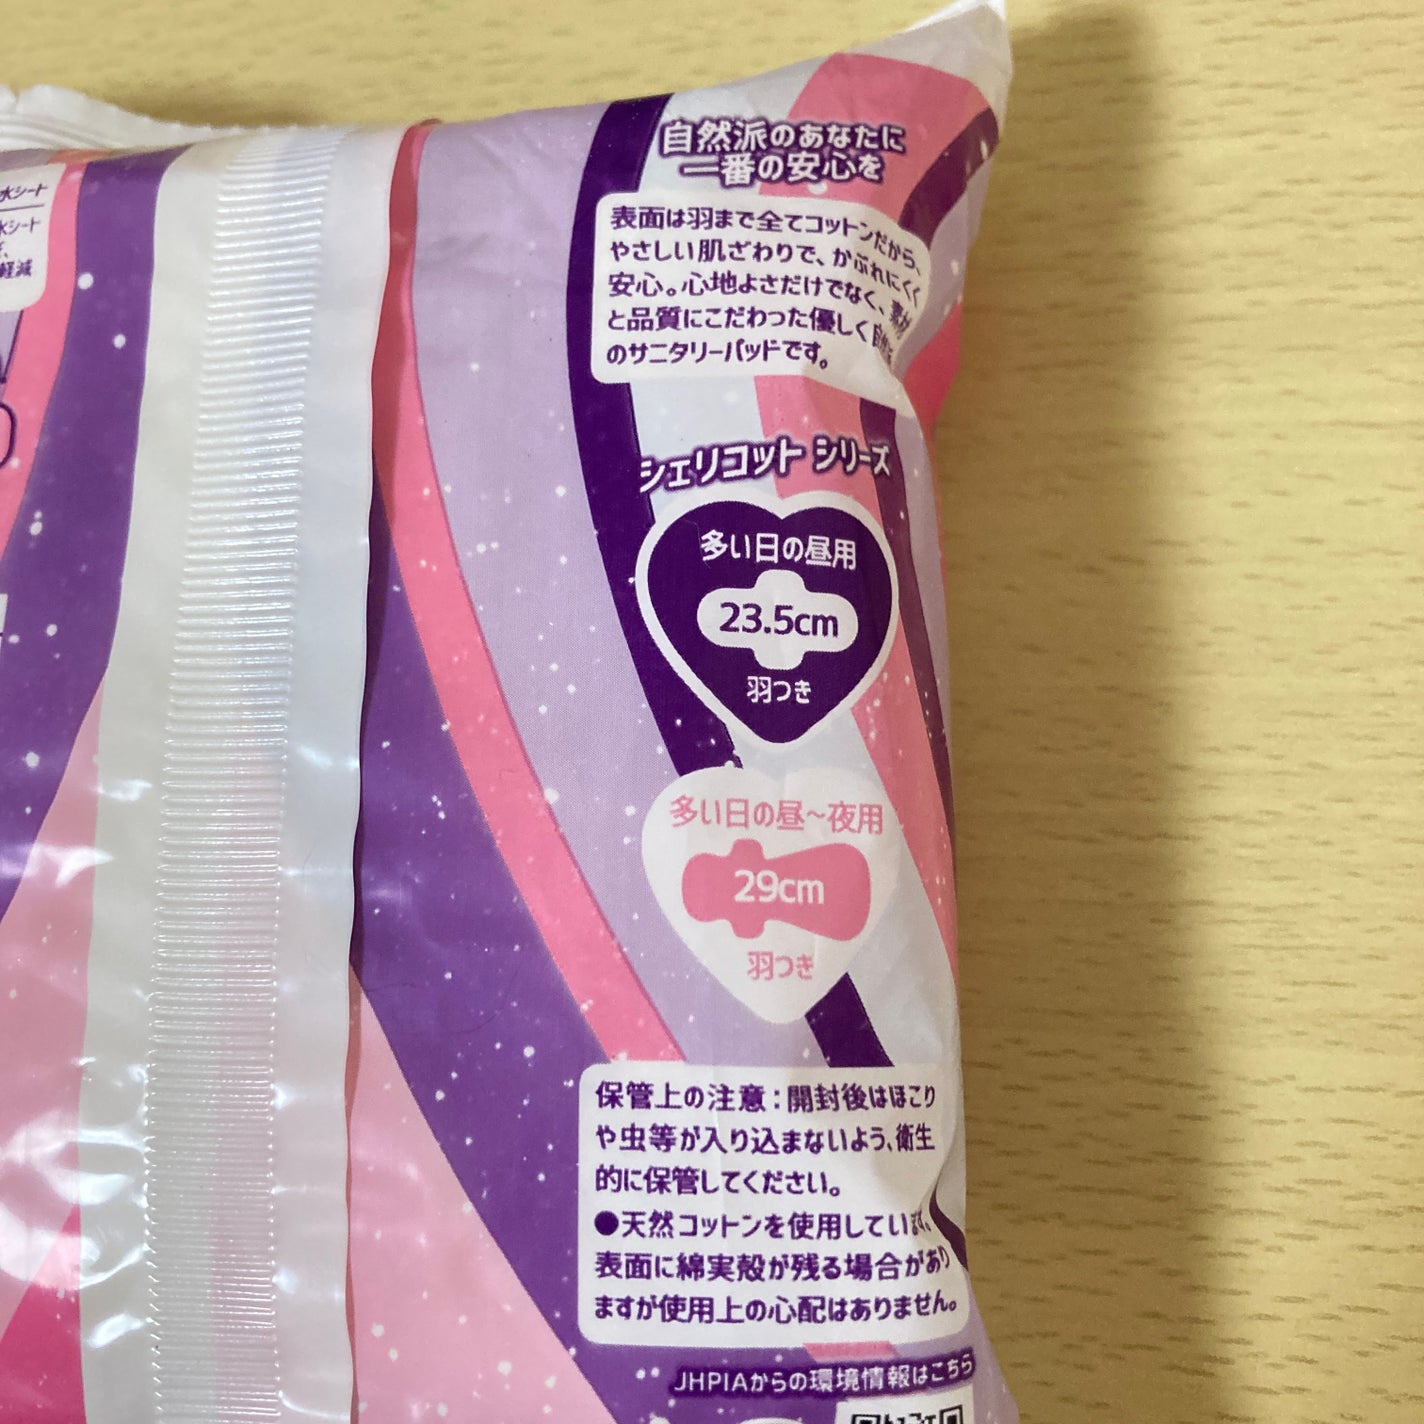 水シート
水シート
軽減
自然派のあなたに
一番の安心を
表面は羽まで全てコットンだから、
やさしい肌ざわりで、かぶれにくく
安心。心地よさだけでなく、素材
と品質にこだわった優しく自然派
のサニタリーパッドです。
シェリコット シリーズ
多い日の昼用
23.5cm
羽つき
多い日の昼〜夜用
29cm
羽つき
保管上の注意:開封後はほこり
や虫等が入り込まないよう、衛生
的に保管してください。
●天然コットンを使用しています。
表面に綿実殻が残る場合があり
ますが使用上の心配はありません。
JHPIAからの環境情報はこちら